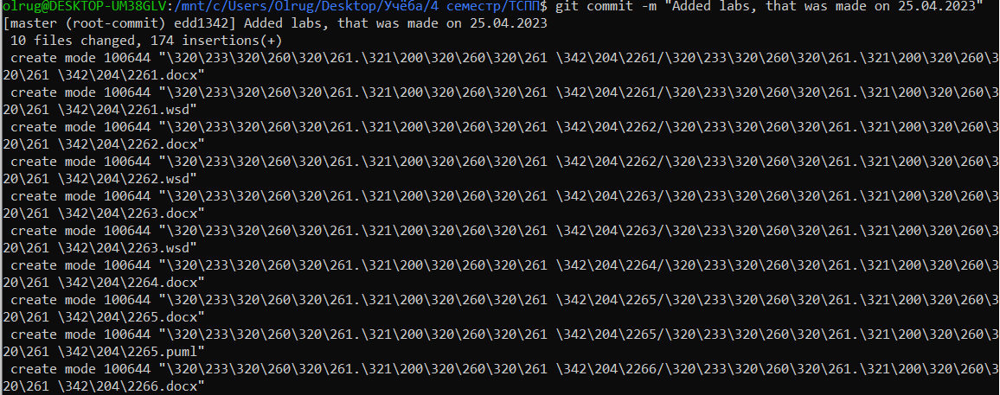 olrug@DESKTOP-UM38GLV:/mnt/c/Users/Olrug/Desktop/Учёба/4 семестр/ТСПП$ git commit -m "Added labs, that was made on 25.04.2023"
[master (root-commit) edd1342] Added labs, that was made on 25.04.2023
 10 files changed, 174 insertions(+)
 create mode 100644 "\320\233\320\260\320\261.\321\200\320\260\320\261 \342\204\2261/\320\233\320\260\320\261.\321\200\320\260\3
20\261 \342\204\2261.docx"
 create mode 100644 "\320\233\320\260\320\261.\321\200\320\260\320\261 \342\204\2261/\320\233\320\260\320\261.\321\200\320\260\3
20\261 \342\204\2261.wsd"
 create mode 100644 "\320\233\320\260\320\261.\321\200\320\260\320\261 \342\204\2262/\320\233\320\260\320\261.\321\200\320\260\3
20\261 \342\204\2262.docx"
 create mode 100644 "\320\233\320\260\320\261.\321\200\320\260\320\261 \342\204\2262/\320\233\320\260\320\261.\321\200\320\260\3
20\261 \342\204\2262.wsd"
 create mode 100644 "\320\233\320\260\320\261.\321\200\320\260\320\261 \342\204\2263/\320\233\320\260\320\261.\321\200\320\260\3
20\261 \342\204\2263.docx"
 create mode 100644 "\320\233\320\260\320\261.\321\200\320\260\320\261 \342\204\2263/\320\233\320\260\320\261.\321\200\320\260\3
20\261 \342\204\2263.wsd"
 create mode 100644 "\320\233\320\260\320\261.\321\200\320\260\320\261 \342\204\2264/\320\233\320\260\320\261.\321\200\320\260\3
20\261 \342\204\2264.docx"
 create mode 100644 "\320\233\320\260\320\261.\321\200\320\260\320\261 \342\204\2265/\320\233\320\260\320\261.\321\200\320\260\3
20\261 \342\204\2265.docx"
 create mode 100644 "\320\233\320\260\320\261.\321\200\320\260\320\261 \342\204\2265/\320\233\320\260\320\261.\321\200\320\260\3
20\261 \342\204\2265.puml"
 create mode 100644 "\320\233\320\260\320\261.\321\200\320\260\320\261 \342\204\2266/\320\233\320\260\320\261.\321\200\320\260\3
20\261 \342\204\2266.docx"